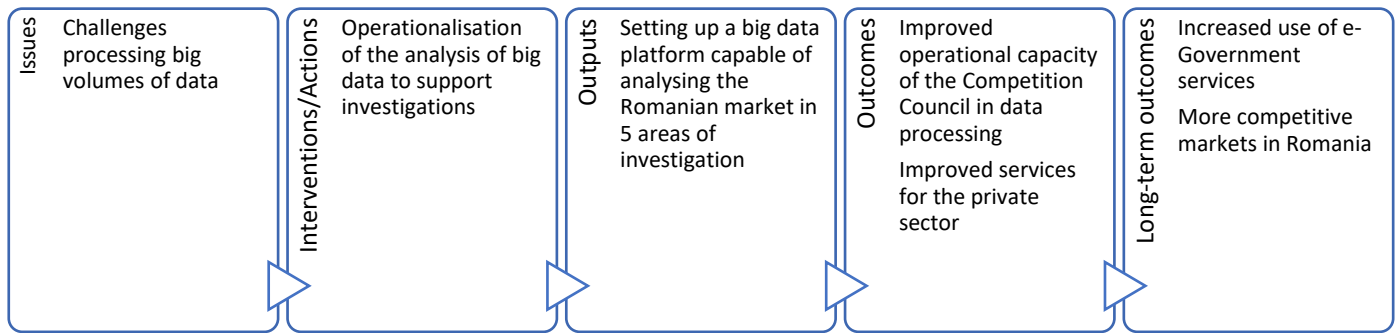 Issues
Challenges
processing big
volumes of data
Interventions/Actions
Operationalisation
of the analysis of big
data to support
investigations
Outputs
Setting up a big data
platform capable of
analysing the
Romanian market in
5 areas of
investigation
Outcomes
Improved
operational capacity
of the Competition
Council in data
processing
Improved services
for the private
sector
Long-term outcomes
Increased use of e-
Government
services
More competitive
markets in Romania